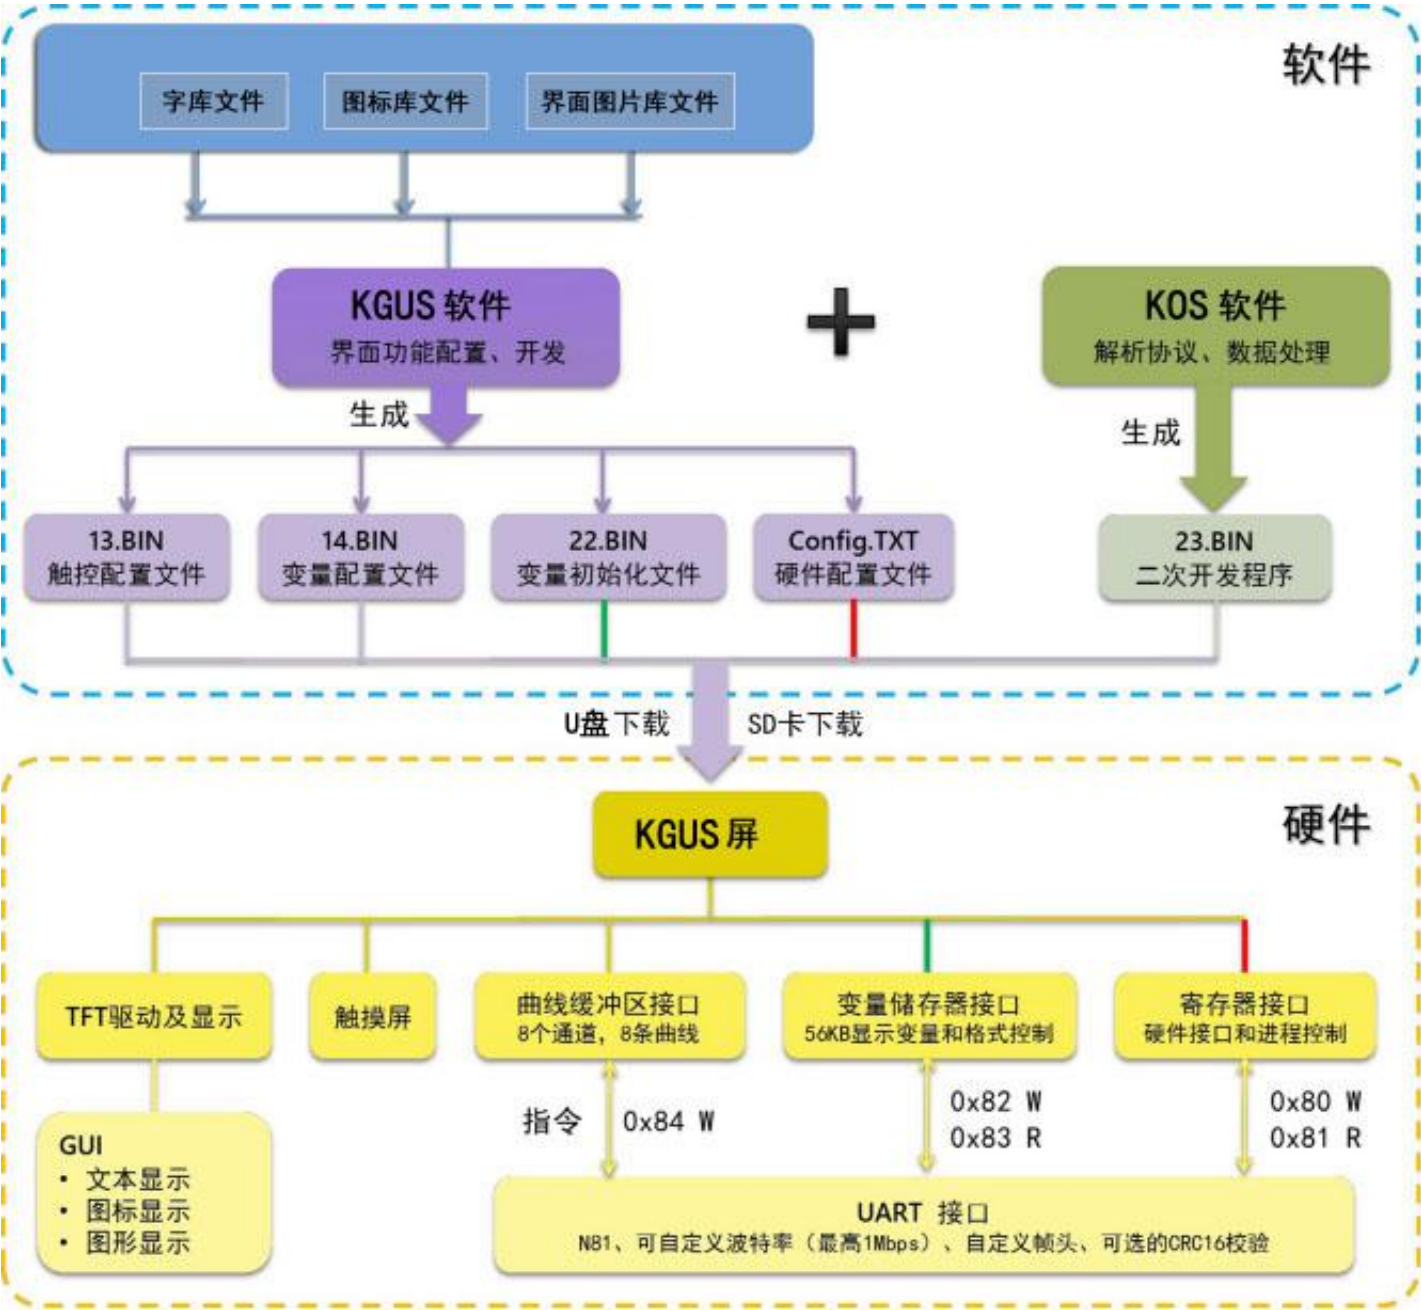 软件
字库文件
图标库文件
界面图片库文件
KGUS 软件
界面功能配置、开发
KOS 软件
解析协议、数据处理
生成
生成
13.BIN
触控配置文件
14.BIN
变量配置文件
22.BIN
变量初始化文件
Config.TXT
硬件配置文件
23.BIN
二次开发程序
U盘下载
SD卡下载
硬件
KGUS 屏
TFT驱动及显示
触摸屏
曲线缓冲区接口
8个通道，8条曲线
变量储存器接口
56KB显示变量和格式控制
寄存器接口
硬件接口和进程控制
指令
0x84 W
0x82 W
0x83 R
0x80 W
0x81 R
GUI
• 文本显示
• 图标显示
• 图形显示
UART 接口
N81、可自定义波特率（最高1Mbps）、自定义帧头、可选的CRC16校验